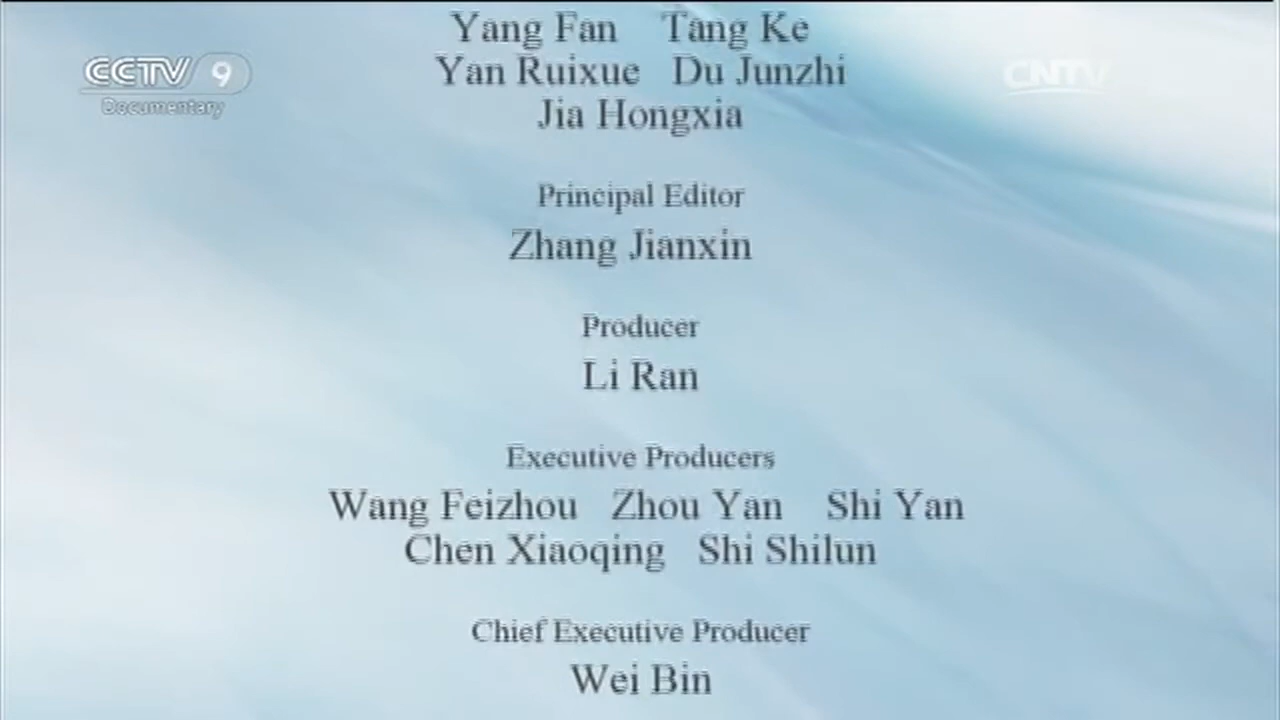 Yang Fan Tang Ke
CCTV 9
Documentary
CNTV
Yan Ruixue Du Junzhi
Jia Hongxia
Principal Editor
Zhang Jianxin
Producer
Li Ran
Executive Producers
Wang Feizhou Zhou Yan Shi Yan
Chen Xiaoqing Shi Shilun
Chief Executive Producer
Wei Bin